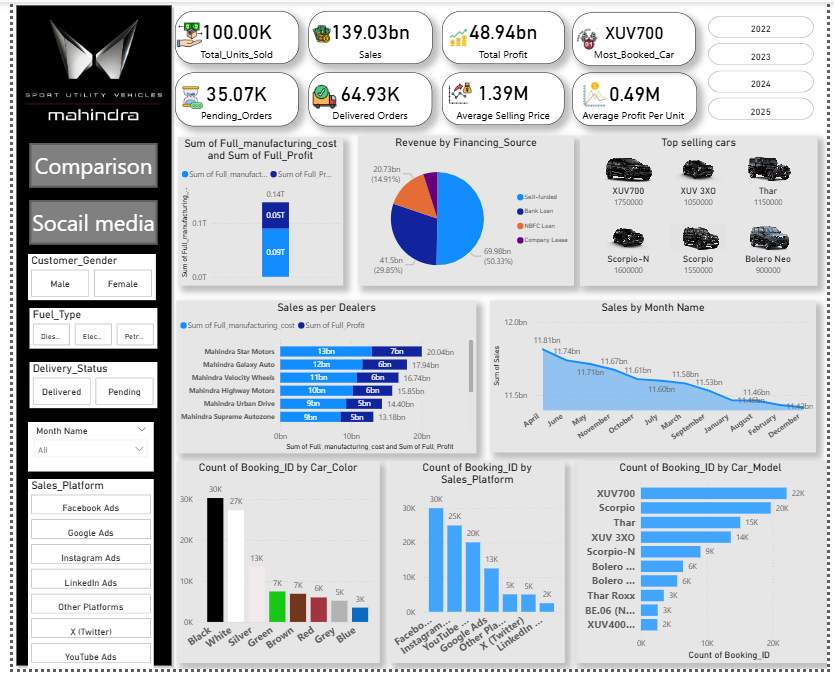 SPORT UTILITY VEHICLES
mahindra
Comparison
Socail media
Customer_Gender
Male
Female
Fuel_Type
Dies...
Elec...
Petr...
Delivery_Status
Delivered
Pending
Month Name
All
Sales_Platform
Facebook Ads
Google Ads
Instagram Ads
LinkedIn Ads
Other Platforms
X (Twitter)
YouTube Ads
100.00K
Total_Units_Sold
139.03bn
Sales
48.94bn
Total Profit
XUV700
Most_Booked_Car
35.07K
Pending_Orders
64.93K
Delivered Orders
1.39M
Average Selling Price
0.49M
Average Profit Per Unit
2022
2023
2024
2025
Sum of Full_manufacturing_cost
and Sum of Full_Profit
Sum of Full_manufact...
Sum of Full_Pr...
Sum of Full_manufacturing_...
0.14T
0.1T
0.05T
0.09T
0.0T
Revenue by Financing_Source
20.73bn
(14.91%)
41.5bn
(29.85%)
69.98bn
(50.33%)
Self-funded
Bank Loan
NBFC Loan
Company Lease
Top selling cars
XUV700
1750000
XUV 3XO
1050000
Thar
1150000
Scorpio-N
1600000
Scorpio
1550000
Bolero Neo
900000
Sales as per Dealers
Sum of Full_manufacturing_cost
Sum of Full_Profit
Mahindra Star Motors 13bn 7bn 20.04bn
Mahindra Galaxy Auto 12bn 6bn 17.94bn
Mahindra Velocity Wheels 11bn 6bn 16.74bn
Mahindra Highway Motors 10bn 6bn 15.85bn
Mahindra Urban Drive 9bn 5bn 14.40bn
Mahindra Supreme Autozone 9bn 5bn 13.18bn
0bn 10bn 20bn
Sum of Full_manufacturing_cost and Sum of Full_Profit
Sales by Month Name
Sum of Sales
12.0bn
11.5bn
11.81bn
11.74bn
11.71bn
11.67bn
11.61bn
11.60bn
11.58bn
11.53bn
11.46bn
11.46bn
11.43bn
April
June
May
November
October
July
March
September
January
August
February
December
Count of Booking_ID by Car_Color
30K
20K
10K
0K
30K
27K
13K
7K
7K
6K
5K
3K
Black
White
Silver
Green
Brown
Red
Grey
Blue
Count of Booking_ID by
Sales_Platform
30K
20K
10K
0K
30K
25K
20K
13K
5K
5K
2K
Facebo...
Instagram...
YouTube ...
Google Ads
Other Pla...
X (Twitter)
LinkedIn ...
Count of Booking_ID by Car_Model
XUV700 22K
Scorpio 20K
Thar 15K
XUV 3XO 14K
Scorpio-N 9K
Bolero ... 6K
Bolero ... 6K
Thar Roxx 3K
BE.06 (N... 3K
XUV400... 2K
0K 10K 20K
Count of Booking_ID